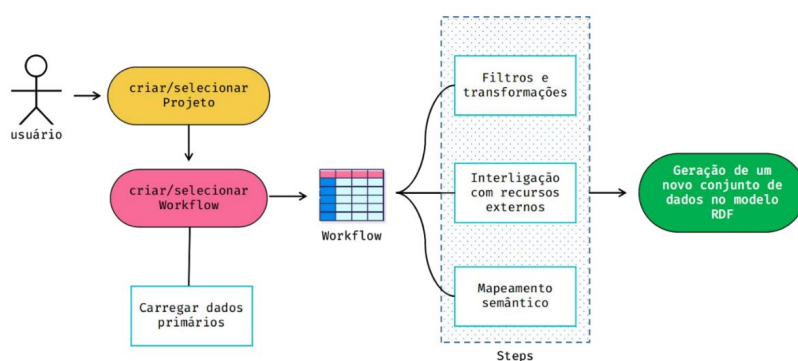 usuário
criar/selecionar
Projeto
criar/selecionar
Workflow
Carregar dados
primários
Workflow
Filtros e
transformações
Interligação
com recursos
externos
Mapeamento
semântico
Steps
Geração de um
novo conjunto de
dados no modelo
RDF